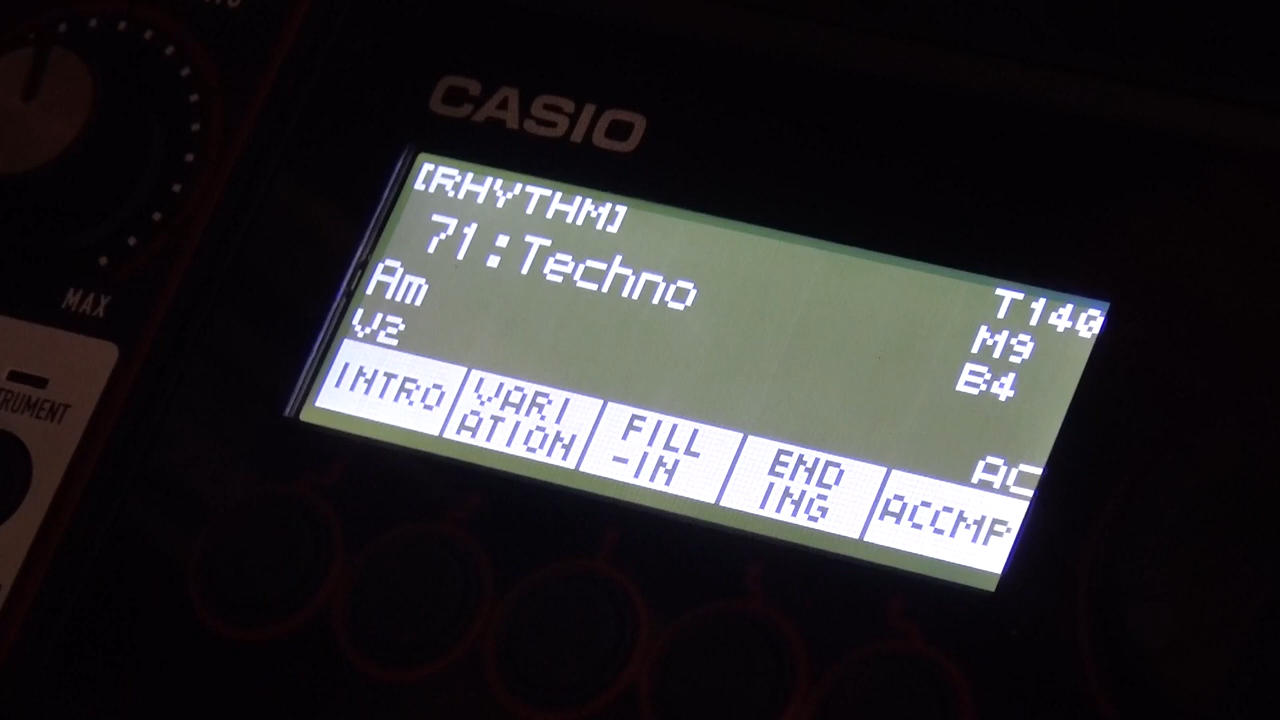 CASIO
[RHYTHM]
71:Techno
T140
Am
M9
V2
B4
AC
INTRO
VARI
ATION
FILL
-IN
END
ING
ACCMP
MAX